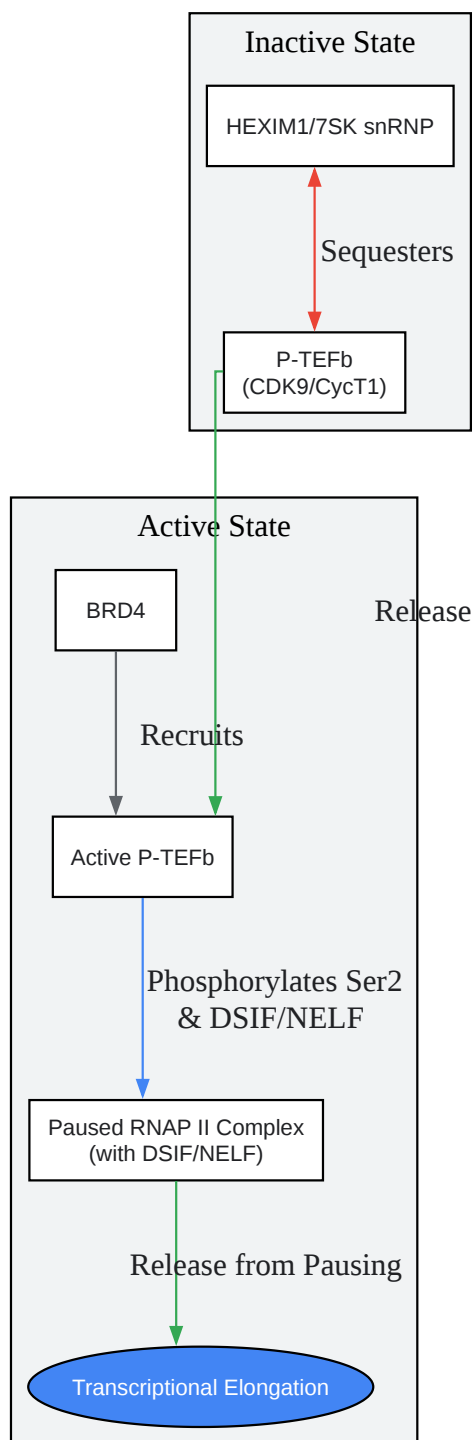 Inactive State
HEXIM1/7SK snRNP
Sequesters
P-TEFb
(CDK9/CycT1)
Active State
BRD4
Release
Recruits
Active P-TEFb
Phosphorylates Ser2
& DSIF/NELF
Paused RNAP II Complex
(with DSIF/NELF)
Release from Pausing
Transcriptional Elongation